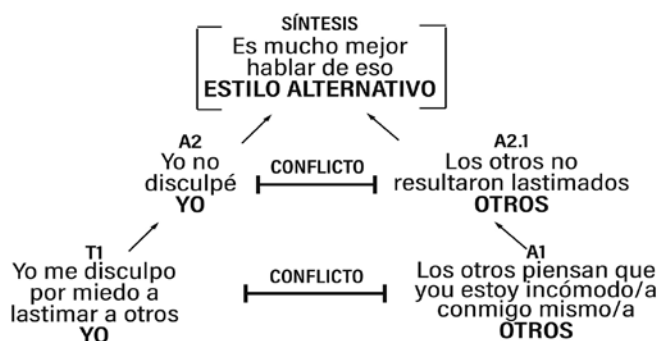 SÍNTESIS
Es mucho mejor
hablar de eso
ESTILO ALTERNATIVO
A2
Yo no
disculpé
YO
CONFLICTO
A2.1
Los otros no
resultaron lastimados
OTROS
T1
Yo me disculpo
por miedo a
lastimar a otros
YO
CONFLICTO
A1
Los otros piensan que
you estoy incómodo/a
conmigo mismo/a
OTROS